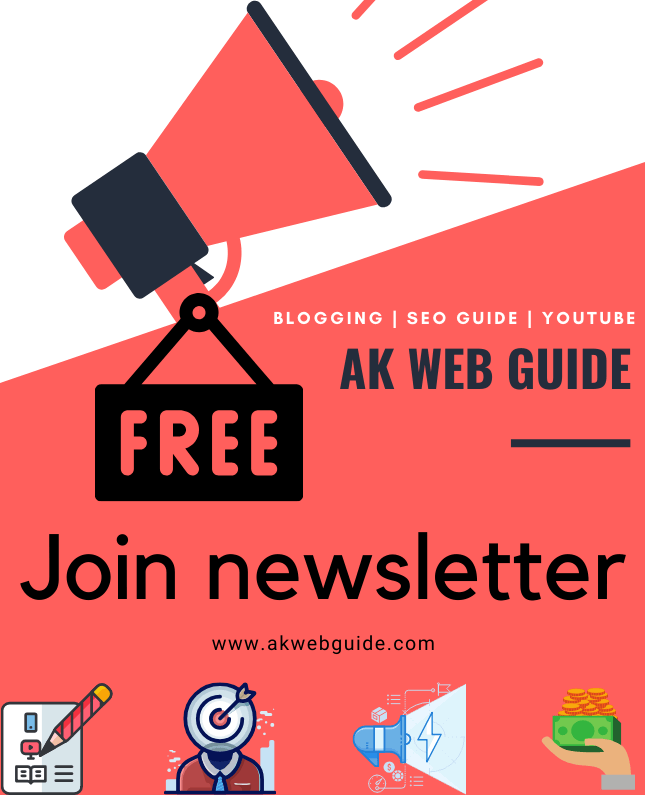 BLOGGING | SEO GUIDE | YOUTUBE
AK WEB GUIDE
FREE
Join newsletter
www.akwebguide.com